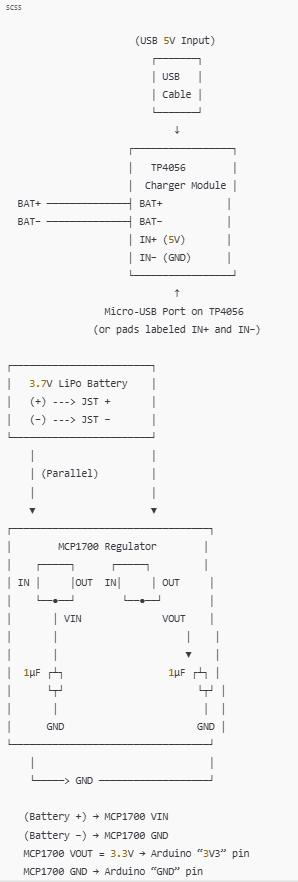 scss
(USB 5V Input)
USB
Cable
↓
TP4056
Charger Module
BAT+ BAT+
BAT− BAT−
IN+ (5V)
IN− (GND)
↑
Micro-USB Port on TP4056
(or pads labeled IN+ and IN−)
3.7V LiPo Battery
(+) ---> JST +
(−) ---> JST −
(Parallel)
▼ ▼
MCP1700 Regulator
IN OUT IN OUT
VIN VOUT
▼
1µF 1µF
GND GND
> GND
(Battery +) → MCP1700 VIN
(Battery −) → MCP1700 GND
MCP1700 VOUT = 3.3V → Arduino “3V3” pin
MCP1700 GND → Arduino “GND” pin